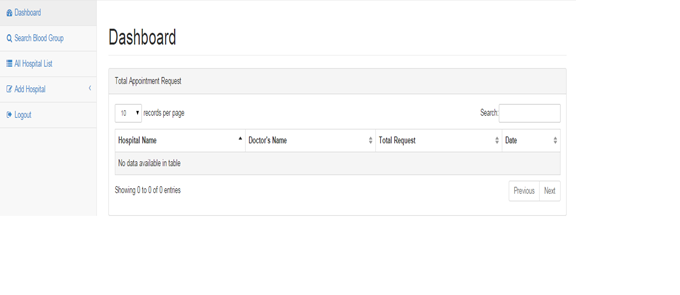 Dashboard
Search Blood Group
All Hospital List
Add Hospital
Logout
Dashboard
Total Appointment Request
10 records per page Search:
Hospital Name Doctor's Name Total Request Date
No data available in table
Showing 0 to 0 of 0 entries Previous Next